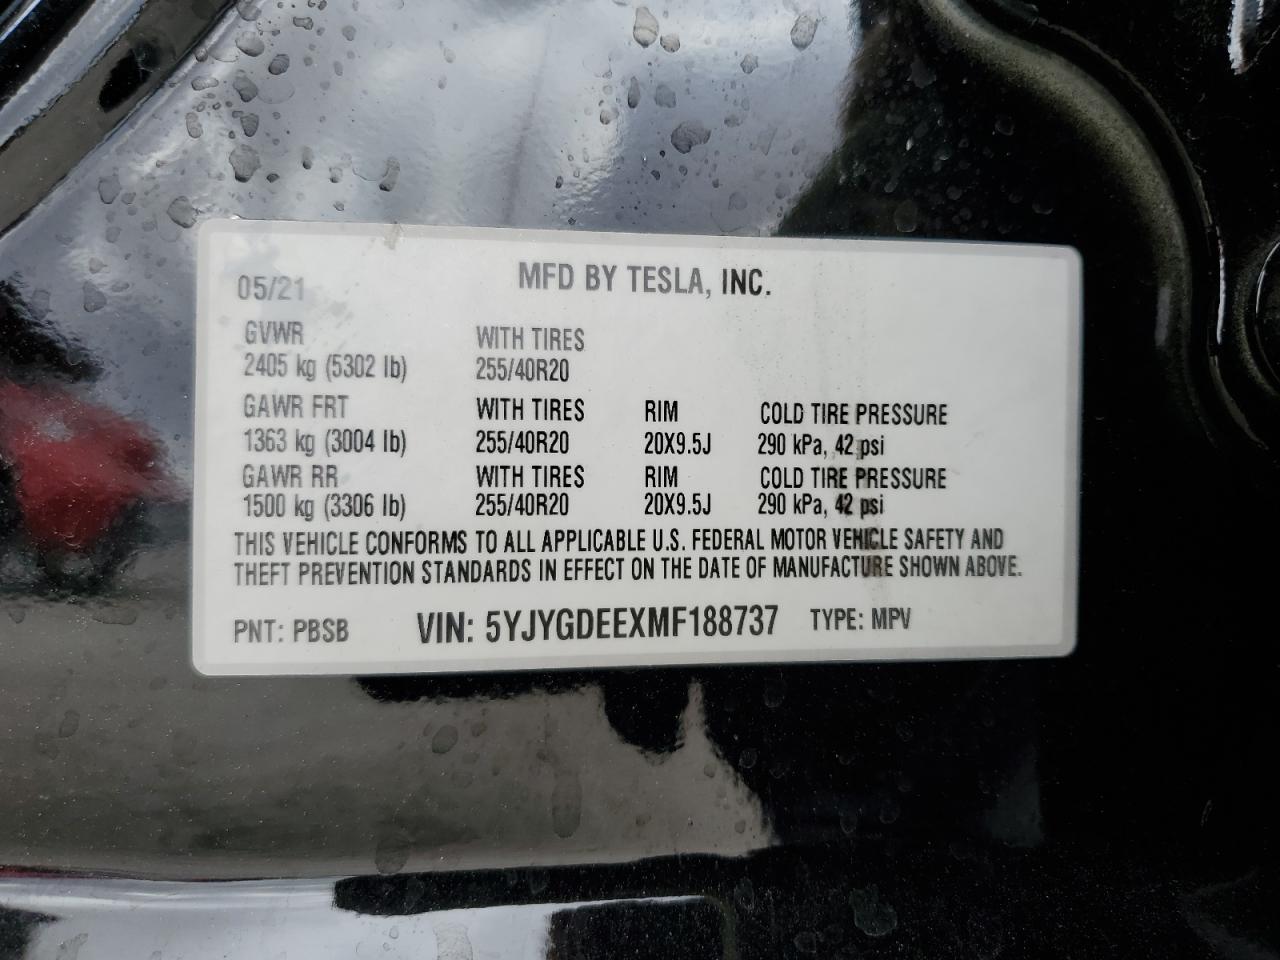 05/21 MFD BY TESLA, INC.
GVWR WITH TIRES
2405 kg (5302 lb) 255/40R20
GAWR FRT WITH TIRES RIM COLD TIRE PRESSURE
1363 kg (3004 lb) 255/40R20 20X9.5J 290 kPa, 42 psi
GAWR RR WITH TIRES RIM COLD TIRE PRESSURE
1500 kg (3306 lb) 255/40R20 20X9.5J 290 kPa, 42 psi
THIS VEHICLE CONFORMS TO ALL APPLICABLE U.S. FEDERAL MOTOR VEHICLE SAFETY AND
THEFT PREVENTION STANDARDS IN EFFECT ON THE DATE OF MANUFACTURE SHOWN ABOVE.
PNT: PBSB VIN: 5YJYGDEEXMF188737 TYPE: MPV